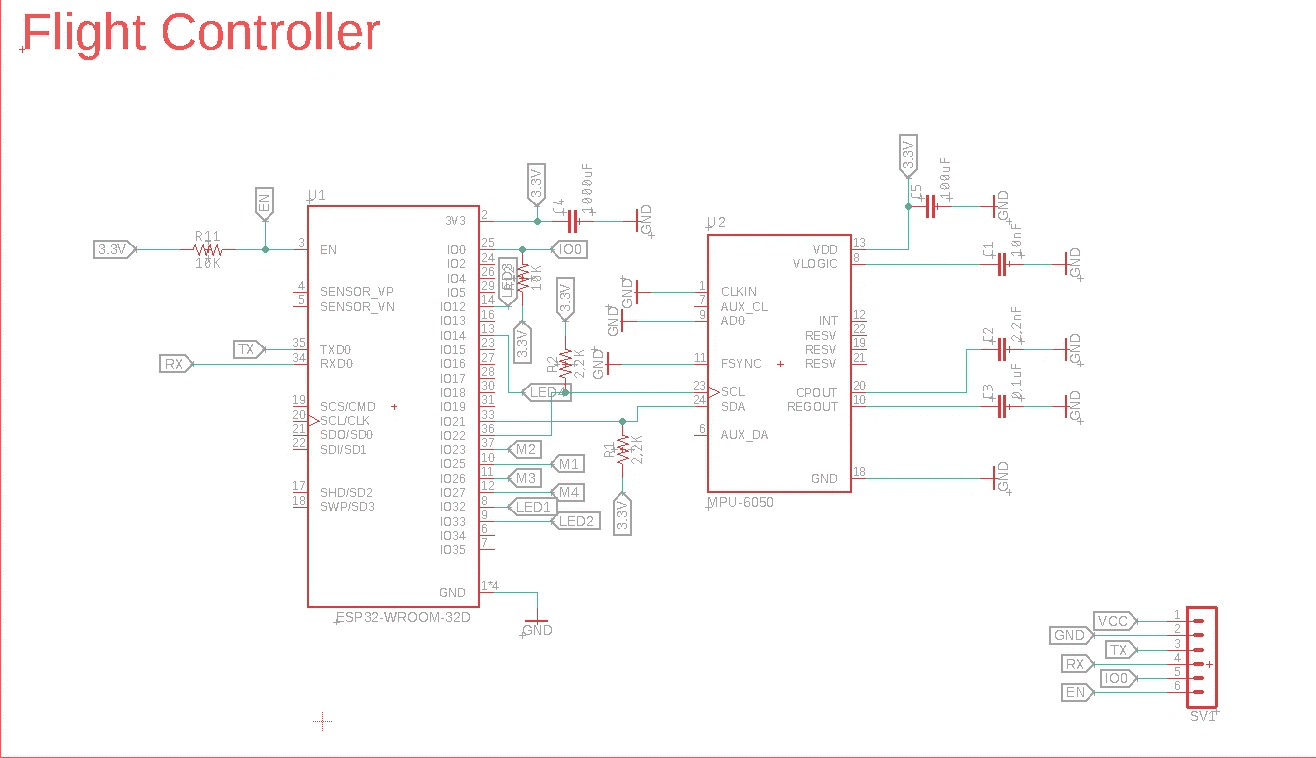 Flight Controller
3.3V
R11
10K
EN
U1
3 EN
4 SENSOR_VP
5 SENSOR_VN
TX
35 TXD0
RX
34 RXD0
19 SCS/CMD
20 SCL/CLK
21 SDO/SD0
22 SDI/SD1
17 SHD/SD2
18 SWP/SD3
3V3 2
IO0 25
IO2 24
IO4 26
IO5 29
IO12 14
IO13 16
IO14 13
IO15 23
IO16 27
IO17 28
IO18 30
IO19 31
IO21 33
IO22 36
IO23 37
IO25 10
IO26 11
IO27 12
IO32 8
IO33 9
IO34 6
IO35 7
GND 1*4
ESP32-WROOM-32D
GND
3.3V
C4
1000uF
GND
IO0
LED3
10K
3.3V
3.3V
R2
2.2K
M2
M1
M3
M4
LED1
LED2
R1
2.2K
3.3V
GND
GND
GND
U2
1 CLKIN
7 AUX_CL
9 AD0
11 FSYNC
23 SCL
24 SDA
6 AUX_DA
VDD 13
VLOGIC 8
INT 12
RESV 22
RESV 19
RESV 21
CPOUT 20
REGOUT 10
GND 18
MPU-6050
3.3V
C5
100uF
GND
C1
10nF
GND
C2
2.2nF
GND
C3
0.1uF
GND
GND
VCC 1
GND 2
TX 3
RX 4
IO0 5
EN 6
SV1